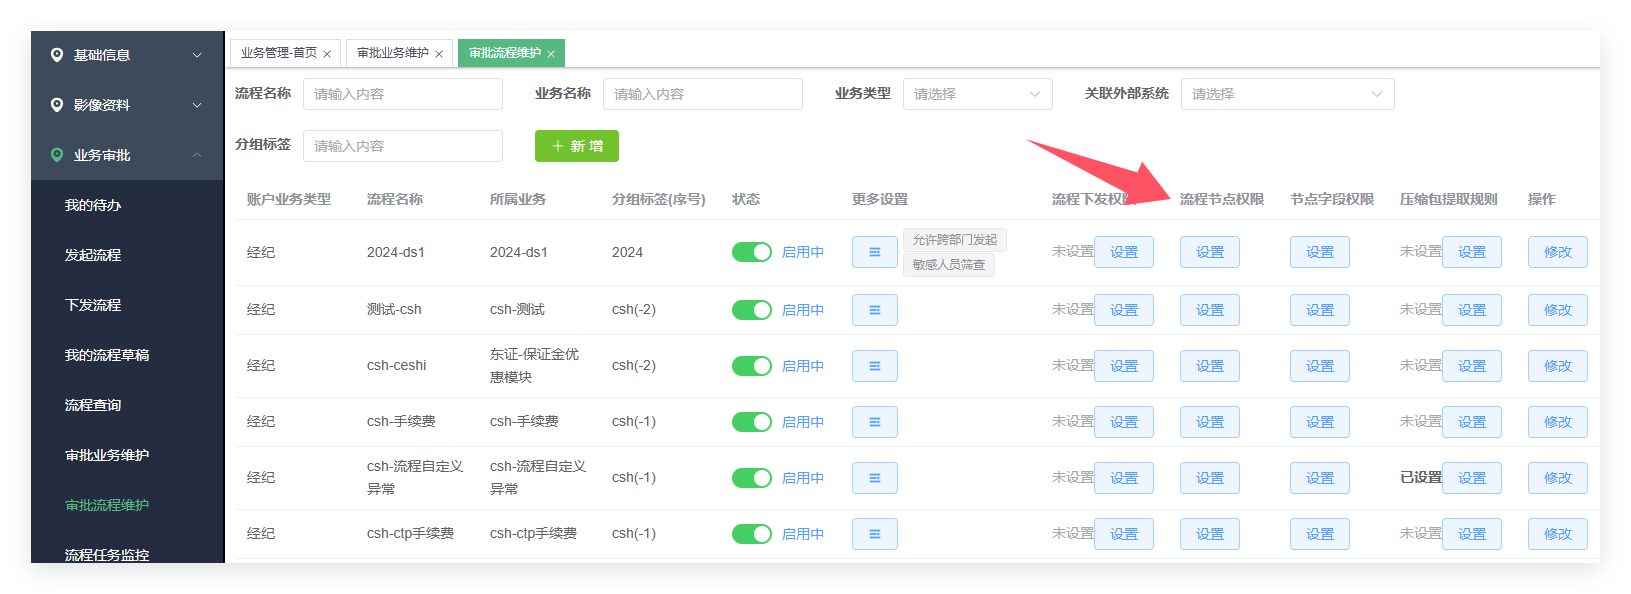 基础信息
影像资料
业务审批
我的待办
发起流程
下发流程
我的流程草稿
流程查询
审批业务维护
审批流程维护
流程任务监控
业务管理-首页 × 审批业务维护 × 审批流程维护 ×
流程名称 请输入内容 业务名称 请输入内容 业务类型 请选择 关联外部系统 请选择
分组标签 请输入内容 + 新 增
账户业务类型 流程名称 所属业务 分组标签(序号) 状态 更多设置 流程下发权限 流程节点权限 节点字段权限 压缩包提取规则 操作
经纪 2024-ds1 2024-ds1 2024 启用中 允许跨部门发起 未设置 设置 设置 设置 未设置 设置 修改
敏感人员筛查
经纪 测试-csh csh-测试 csh(-2) 启用中 未设置 设置 设置 设置 未设置 设置 修改
经纪 csh-ceshi 东证-保证金优 csh(-2) 启用中 未设置 设置 设置 设置 未设置 设置 修改
惠模块
经纪 csh-手续费 csh-手续费 csh(-1) 启用中 未设置 设置 设置 设置 未设置 设置 修改
经纪 csh-流程自定义 csh-流程自定义 csh(-1) 启用中 未设置 设置 设置 设置 已设置 设置 修改
异常 异常
经纪 csh-ctp手续费 csh-ctp手续费 csh(-1) 启用中 未设置 设置 设置 设置 未设置 设置 修改